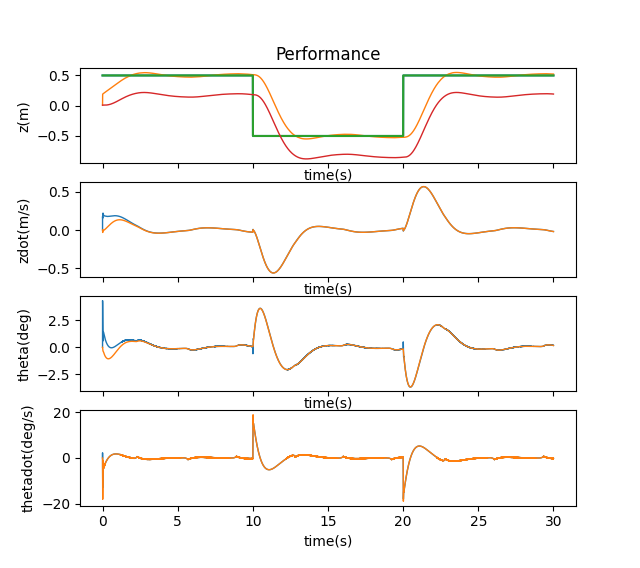 Performance
z(m)
0.5
0.0
−0.5
time(s)
zdot(m/s)
0.5
0.0
−0.5
time(s)
theta(deg)
2.5
0.0
−2.5
time(s)
thetadot(deg/s)
20
0
−20
0 5 10 15 20 25 30
time(s)